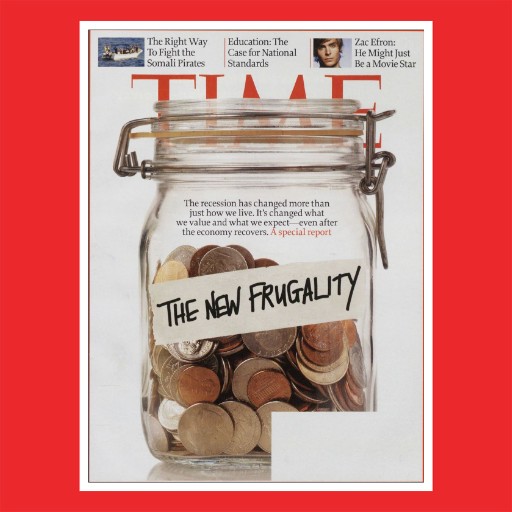 The Right Way
To Fight the
Somali Pirates
Education: The
Case for National
Standards
Zac Efron:
He Might Just
Be a Movie Star
TIME
The recession has changed more than
just how we live. It's changed what
we value and what we expect—even after
the economy recovers. A special report
THE NEW FRUGALITY